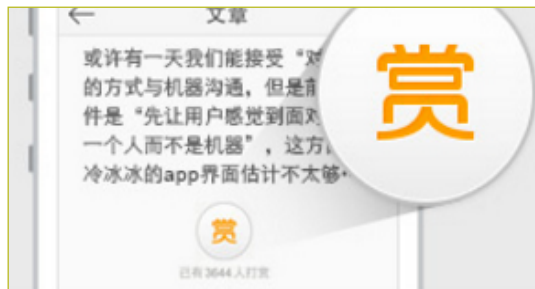 文章
或许有一天我们能接受“对
的方式与机器沟通，但是前
件是“先让用户感觉到面对
一个人而不是机器”，这方
冷冰冰的app界面估计不太够
赏
已有3644人打赏
赏